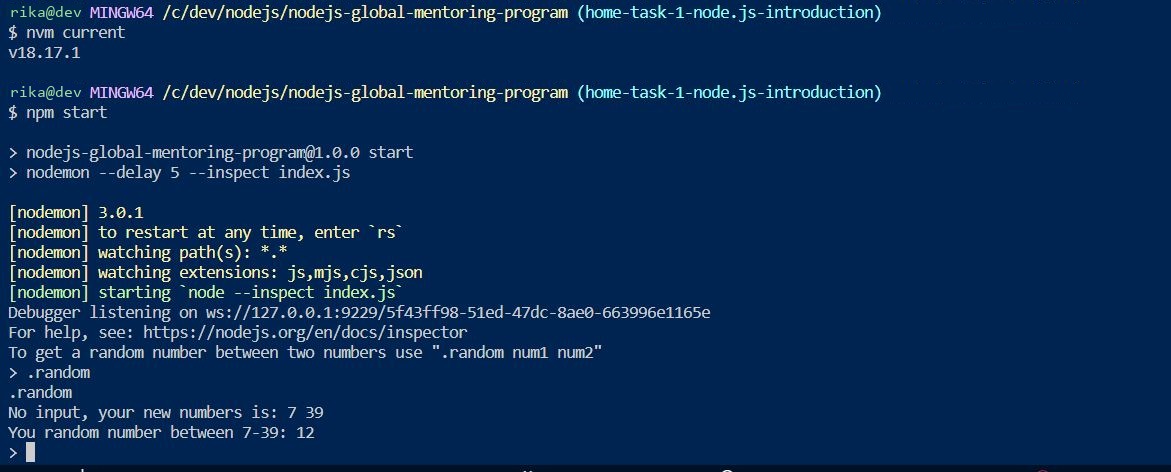 rika@dev MINGW64 /c/dev/nodejs/nodejs-global-mentoring-program (home-task-1-node.js-introduction)
$ nvm current
v18.17.1
rika@dev MINGW64 /c/dev/nodejs/nodejs-global-mentoring-program (home-task-1-node.js-introduction)
$ npm start
> nodejs-global-mentoring-program@1.0.0 start
> nodemon --delay 5 --inspect index.js
[nodemon] 3.0.1
[nodemon] to restart at any time, enter `rs`
[nodemon] watching path(s): *.*
[nodemon] watching extensions: js,mjs,cjs,json
[nodemon] starting `node --inspect index.js`
Debugger listening on ws://127.0.0.1:9229/5f43ff98-51ed-47dc-8ae0-663996e1165e
For help, see: https://nodejs.org/en/docs/inspector
To get a random number between two numbers use ".random num1 num2"
> .random
.random
No input, your new numbers is: 7 39
You random number between 7-39: 12
>